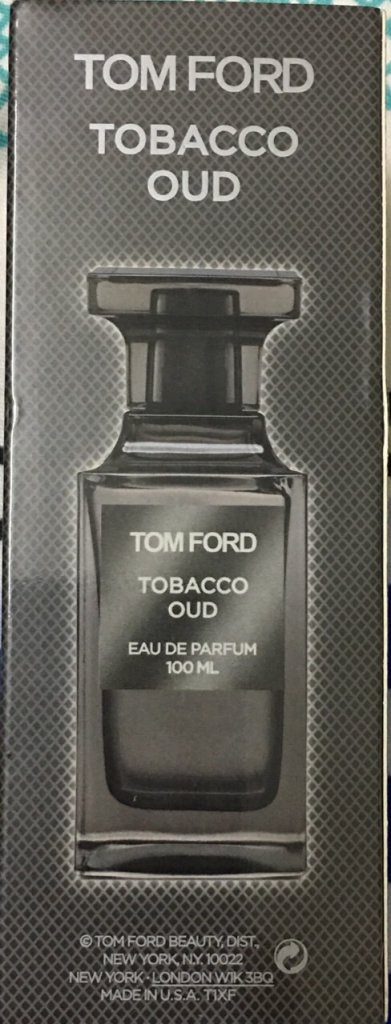 TOM FORD
TOBACCO
OUD
TOM FORD
TOBACCO
OUD
EAU DE PARFUM
100 ML
© TOM FORD BEAUTY, DIST.,
NEW YORK, N.Y. 10022
NEW YORK · LONDON W1K 3BQ
MADE IN U.S.A. T1XF